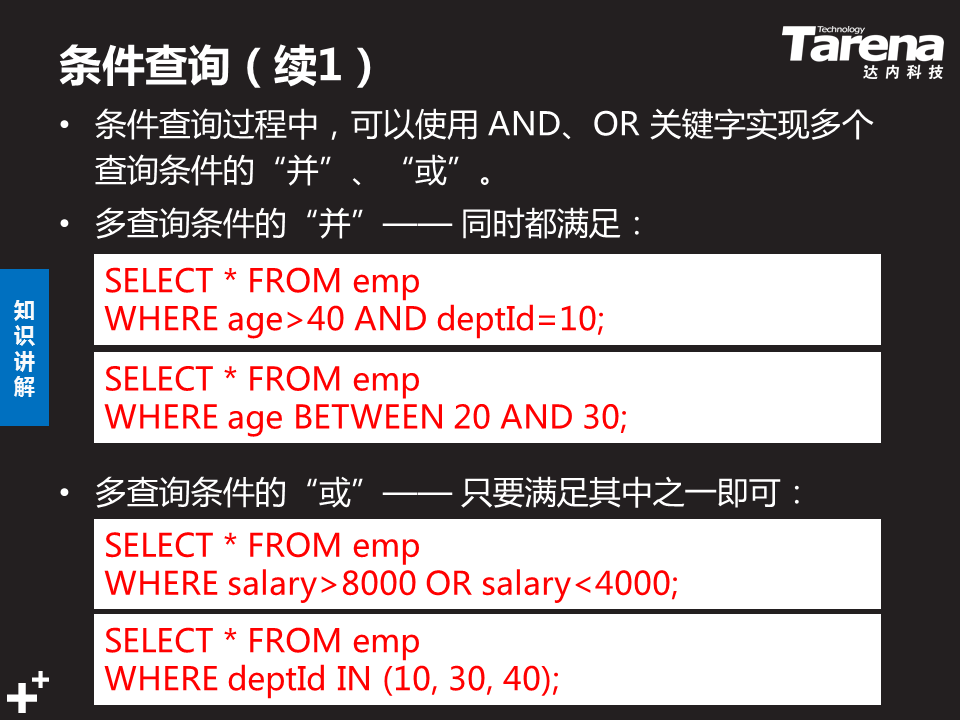 条件查询（续1）
Technology
Tarena
达内科技
• 条件查询过程中，可以使用 AND、OR 关键字实现多个
查询条件的“并”、“或”。
• 多查询条件的“并”—— 同时都满足：
SELECT * FROM emp
WHERE age>40 AND deptId=10;
SELECT * FROM emp
WHERE age BETWEEN 20 AND 30;
知识讲解
• 多查询条件的“或”—— 只要满足其中之一即可：
SELECT * FROM emp
WHERE salary>8000 OR salary<4000;
SELECT * FROM emp
WHERE deptId IN (10, 30, 40);